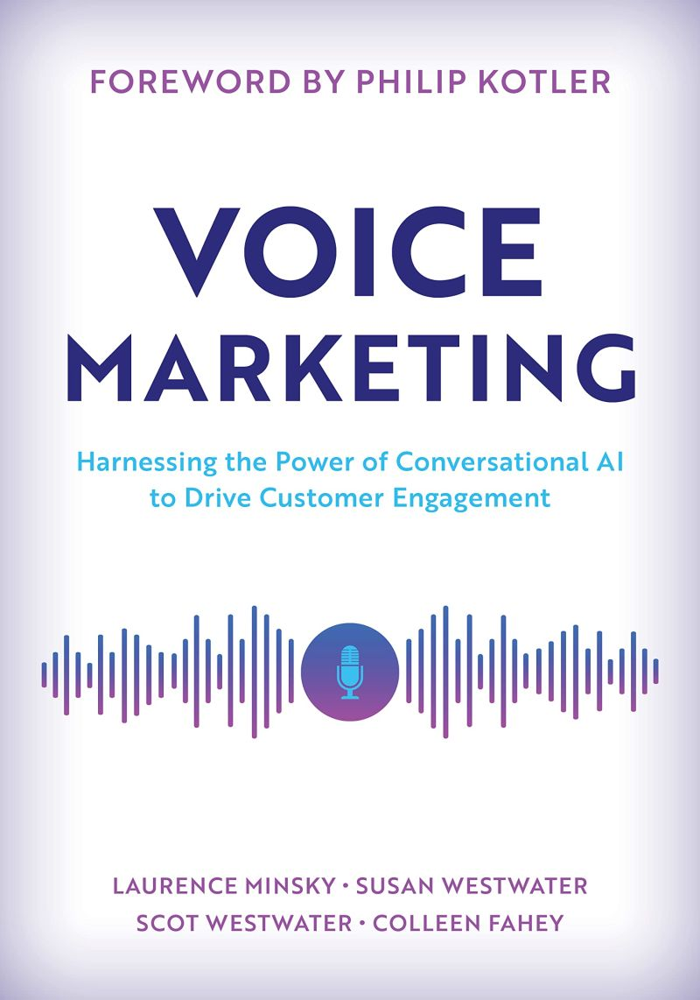 FOREWORD BY PHILIP KOTLER
VOICE
MARKETING
Harnessing the Power of Conversational AI
to Drive Customer Engagement
LAURENCE MINSKY • SUSAN WESTWATER
SCOT WESTWATER • COLLEEN FAHEY